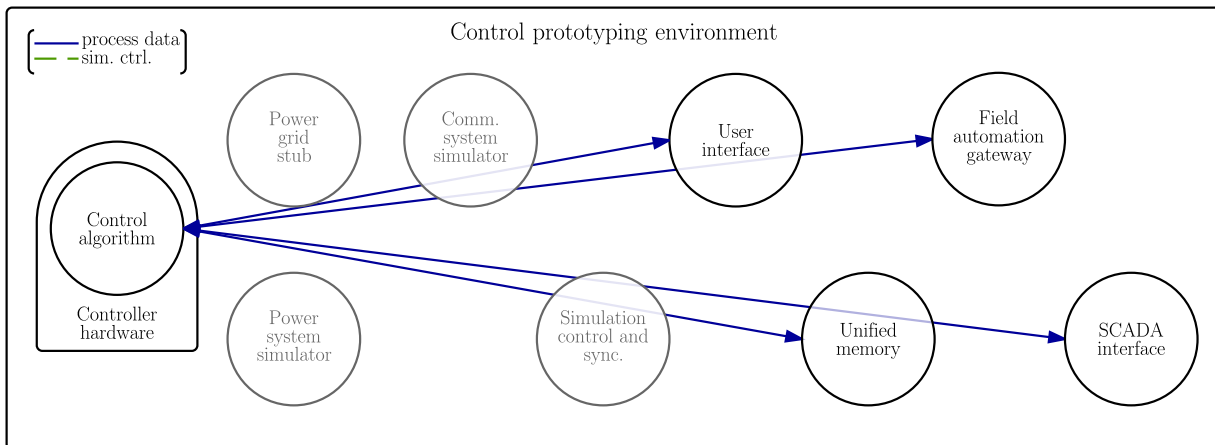 Control prototyping environment
process data
sim. ctrl.
Power
grid
stub
Comm.
system
simulator
User
interface
Field
automation
gateway
Control
algorithm
Controller
hardware
Power
system
simulator
Simulation
control and
sync.
Unified
memory
SCADA
interface